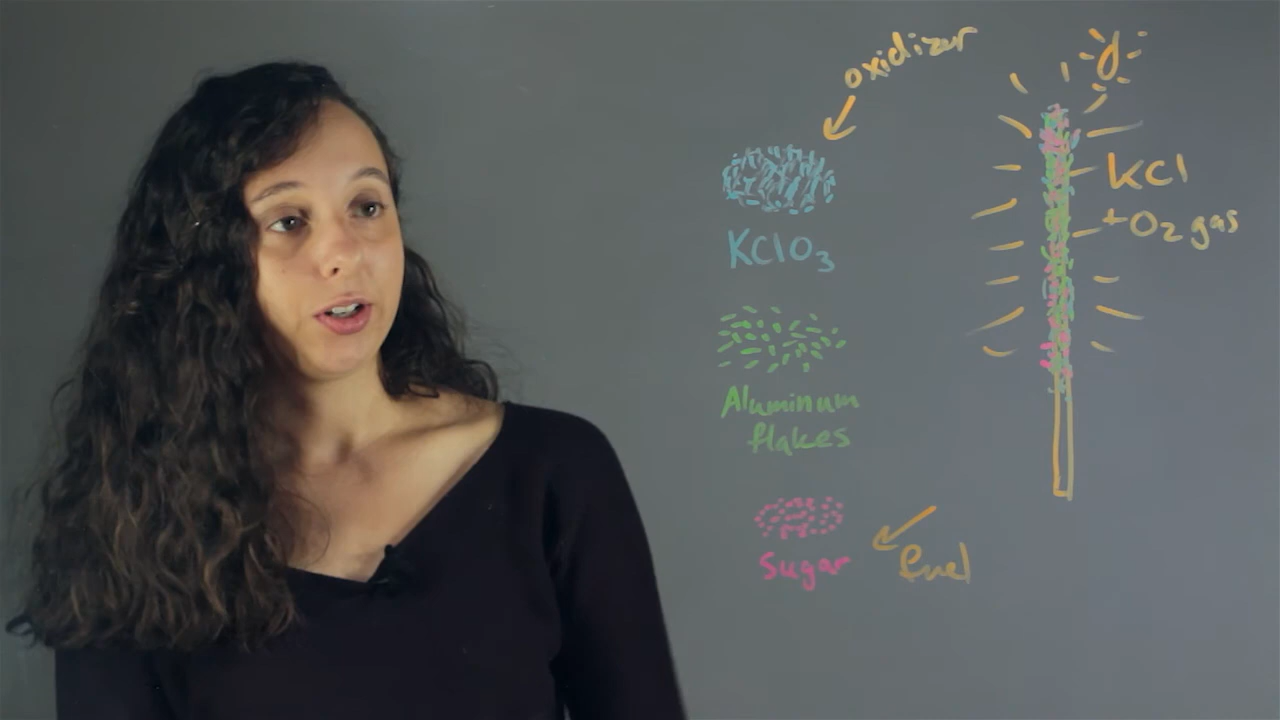 oxidizer
KClO3
Aluminum
flakes
Sugar
fuel
KCl
+O2 gas